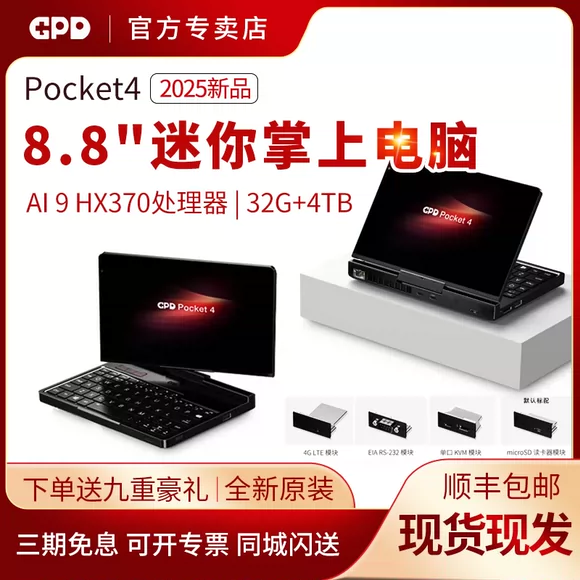 GPD | 官方专卖店
Pocket4 2025新品
8.8"迷你掌上电脑
AI 9 HX370处理器 | 32G+4TB
GPD Pocket 4
GPD Pocket 4
默认标配
4G LTE 模块
EIA RS-232 模块
单口 KVM 模块
microSD 读卡器模块
下单送九重豪礼 | 全新原装
顺丰包邮
三期免息 可开专票 同城闪送
现货现发